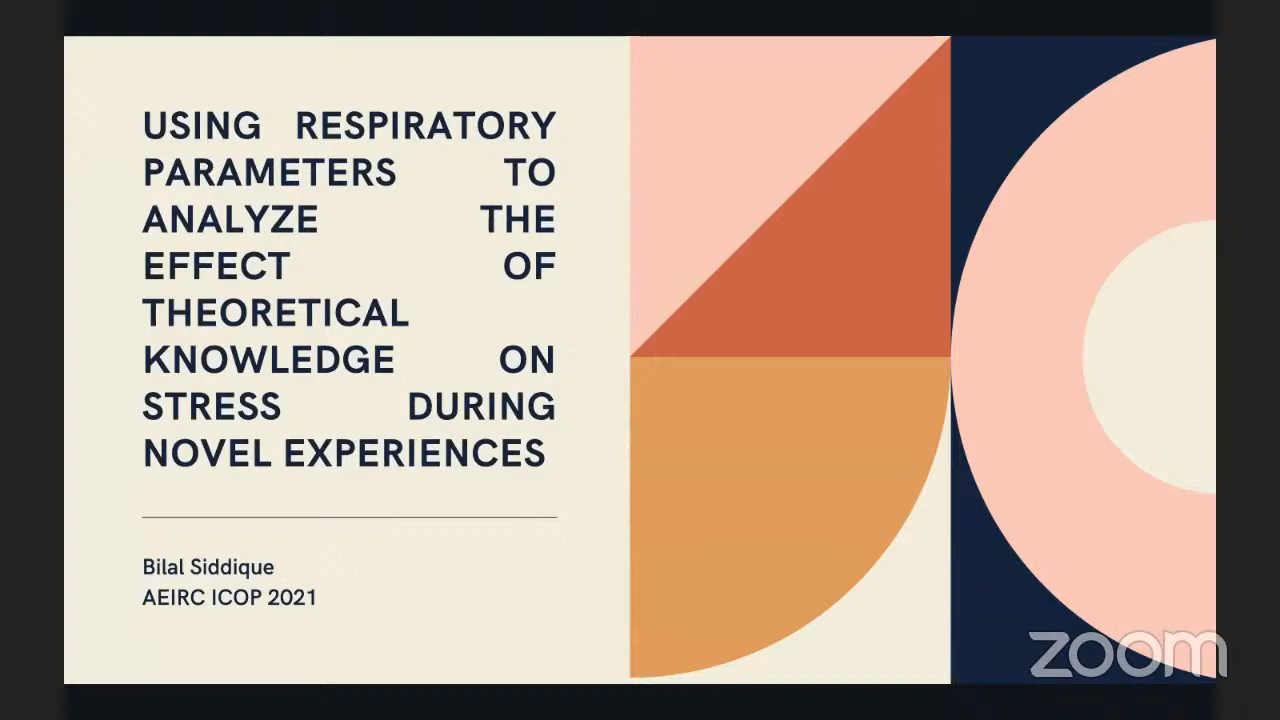 USING RESPIRATORY
PARAMETERS TO
ANALYZE THE
EFFECT OF
THEORETICAL
KNOWLEDGE ON
STRESS DURING
NOVEL EXPERIENCES
Bilal Siddique
AEIRC ICOP 2021
zoom